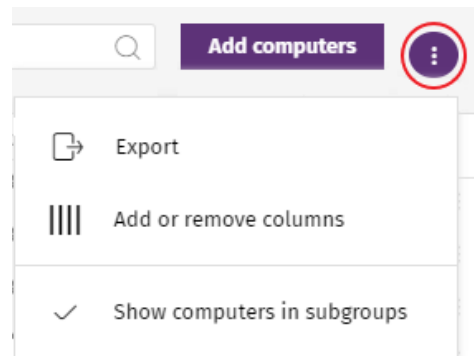 Add computers
Export
Add or remove columns
Show computers in subgroups